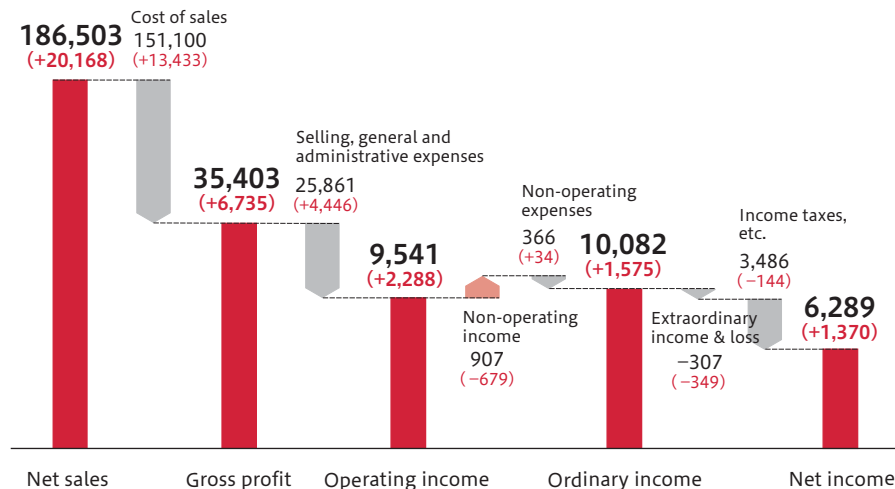 186,503
(+20,168)
Cost of sales
151,100
(+13,433)
35,403
(+6,735)
Selling, general and
administrative expenses
25,861
(+4,446)
9,541
(+2,288)
Non-operating
income
907
(−679)
Non-operating
expenses
366
(+34)
10,082
(+1,575)
Extraordinary
income & loss
−307
(−349)
Income taxes,
etc.
3,486
(−144)
6,289
(+1,370)
Net sales
Gross profit
Operating income
Ordinary income
Net income